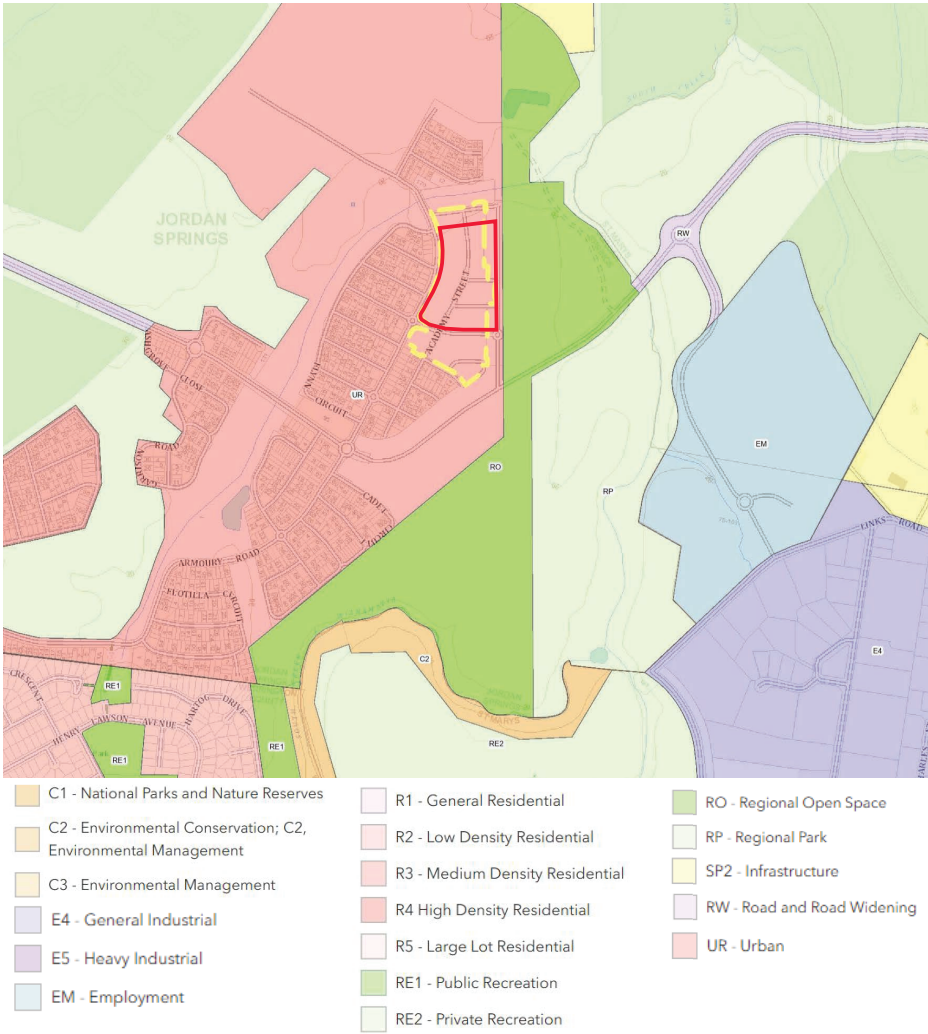 JORDAN
SPRINGS
RW
STREET
ACADEMY
ASHGROVE
CLOSE
UR
CIRCUIT
EM
RO
RP
ROAD
CADET
CIRCUIT
LINKS ROAD
ARMOURY ROAD
FLOTILLA CIRCUIT
E4
C2
CRESCENT
RE1
HARTOG DRIVE
HENRY LAWSON AVENUE
RE1
RE1
ST MARYS
RE2
C1 - National Parks and Nature Reserves
C2 - Environmental Conservation; C2,
Environmental Management
C3 - Environmental Management
E4 - General Industrial
E5 - Heavy Industrial
EM - Employment
R1 - General Residential
R2 - Low Density Residential
R3 - Medium Density Residential
R4 High Density Residential
R5 - Large Lot Residential
RE1 - Public Recreation
RE2 - Private Recreation
RO - Regional Open Space
RP - Regional Park
SP2 - Infrastructure
RW - Road and Road Widening
UR - Urban